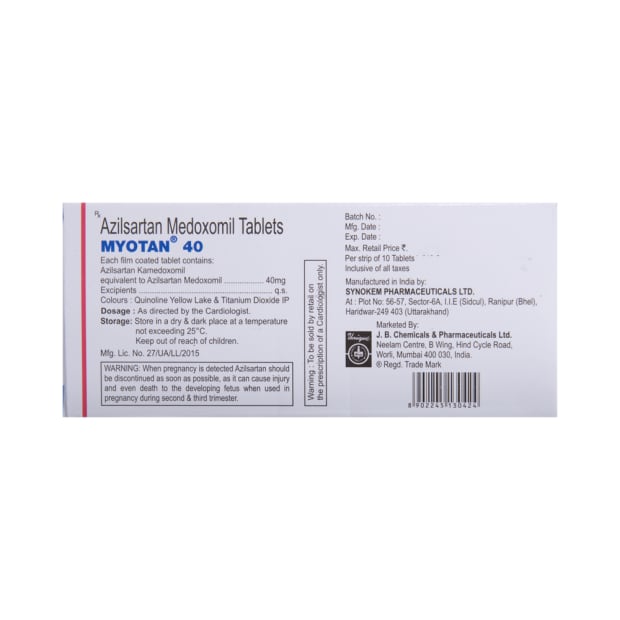 Rx
Azilsartan Medoxomil Tablets
MYOTAN® 40
Each film coated tablet contains:
Azilsartan Kamedoxomil
equivalent to Azilsartan Medoxomil .................. 40mg
Excipients ............................................................ q.s.
Colours : Quinoline Yellow Lake & Titanium Dioxide IP
Dosage : As directed by the Cardiologist.
Storage: Store in a dry & dark place at a temperature
not exceeding 25°C.
Keep out of reach of children.
Mfg. Lic. No. 27/UA/LL/2015
WARNING: When pregnancy is detected Azilsartan should
be discontinued as soon as possible, as it can cause injury
and even death to the developing fetus when used in
pregnancy during second & third trimester.
Warning : To be sold by retail on
the prescription of a Cardiologist only.
Batch No. :
Mfg. Date :
Exp. Date :
Max. Retail Price ₹.
Per strip of 10 Tablets
Inclusive of all taxes
Manufactured in India by:
SYNOKEM PHARMACEUTICALS LTD.
At : Plot No: 56-57, Sector-6A, I.I.E (Sidcul), Ranipur (Bhel),
Haridwar-249 403 (Uttarakhand)
Marketed By:
Unique
J. B. Chemicals & Pharmaceuticals Ltd.
Neelam Centre, B Wing, Hind Cycle Road,
Worli, Mumbai 400 030, India.
® Regd. Trade Mark
8 902245 130424